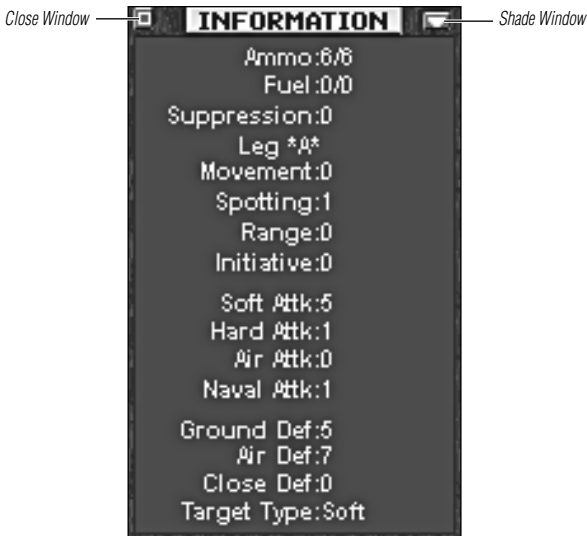 Close Window
INFORMATION
Shade Window
Ammo:6/6
Fuel:0/0
Suppression:0
Leg *A*
Movement:0
Spotting:1
Range:0
Initiative:0
Soft Attk:5
Hard Attk:1
Air Attk:0
Naval Attk:1
Ground Def:5
Air Def:7
Close Def:0
Target Type:Soft